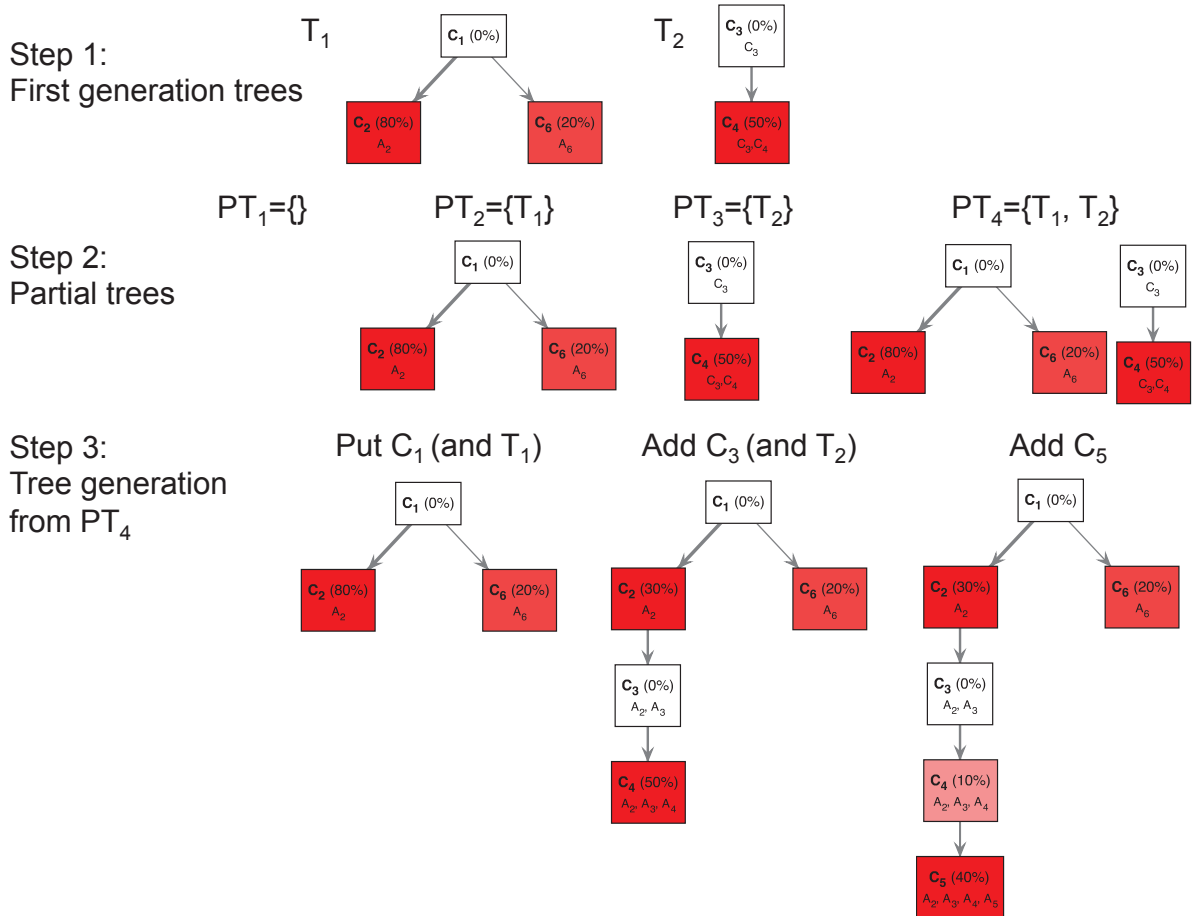 Step 1:
First generation trees
T₁
C₁ (0%)
C₂ (80%)
A₂
C₆ (20%)
A₆
T₂
C₃ (0%)
C₃
C₄ (50%)
C₃,C₄
Step 2:
Partial trees
PT₁={}
PT₂={T₁}
C₁ (0%)
C₂ (80%)
A₂
C₆ (20%)
A₆
PT₃={T₂}
C₃ (0%)
C₃
C₄ (50%)
C₃,C₄
PT₄={T₁, T₂}
C₁ (0%)
C₂ (80%)
A₂
C₆ (20%)
A₆
C₃ (0%)
C₃
C₄ (50%)
C₃,C₄
Step 3:
Tree generation
from PT₄
Put C₁ (and T₁)
C₁ (0%)
C₂ (80%)
A₂
C₆ (20%)
A₆
Add C₃ (and T₂)
C₁ (0%)
C₂ (30%)
A₂
C₆ (20%)
A₆
C₃ (0%)
A₂, A₃
C₄ (50%)
A₂, A₃, A₄
Add C₅
C₁ (0%)
C₂ (30%)
A₂
C₆ (20%)
A₆
C₃ (0%)
A₂, A₃
C₄ (10%)
A₂, A₃, A₄
C₅ (40%)
A₂, A₃, A₄, A₅